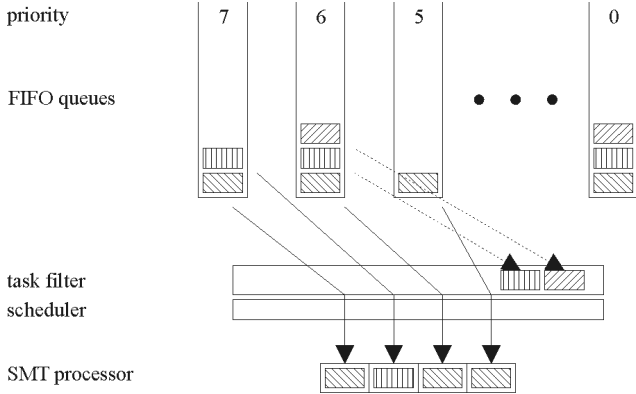 priority 7 6 5 0
FIFO queues
task filter
scheduler
SMT processor